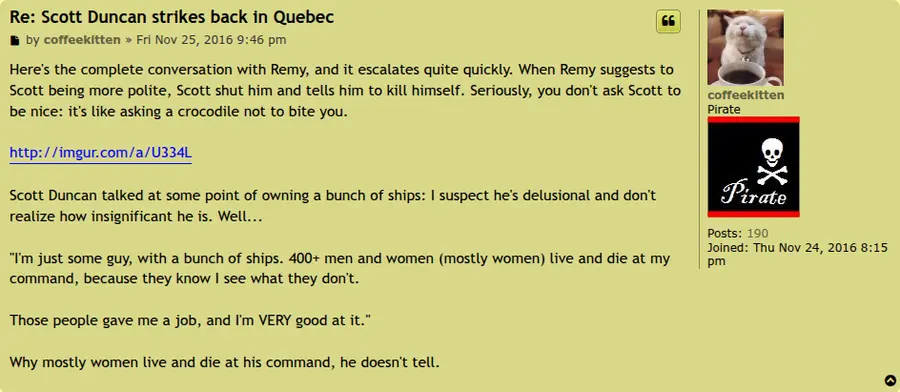 Re: Scott Duncan strikes back in Quebec
by coffeekitten » Fri Nov 25, 2016 9:46 pm
Here's the complete conversation with Remy, and it escalates quite quickly. When Remy suggests to
Scott being more polite, Scott shut him and tells him to kill himself. Seriously, you don't ask Scott to
be nice: it's like asking a crocodile not to bite you.
http://imgur.com/a/U334L
Scott Duncan talked at some point of owning a bunch of ships: I suspect he's delusional and don't
realize how insignificant he is. Well...
"I'm just some guy, with a bunch of ships. 400+ men and women (mostly women) live and die at my
command, because they know I see what they don't.
Those people gave me a job, and I'm VERY good at it."
Why mostly women live and die at his command, he doesn't tell.
coffeekitten
Pirate
Pirate
Posts: 190
Joined: Thu Nov 24, 2016 8:15
pm